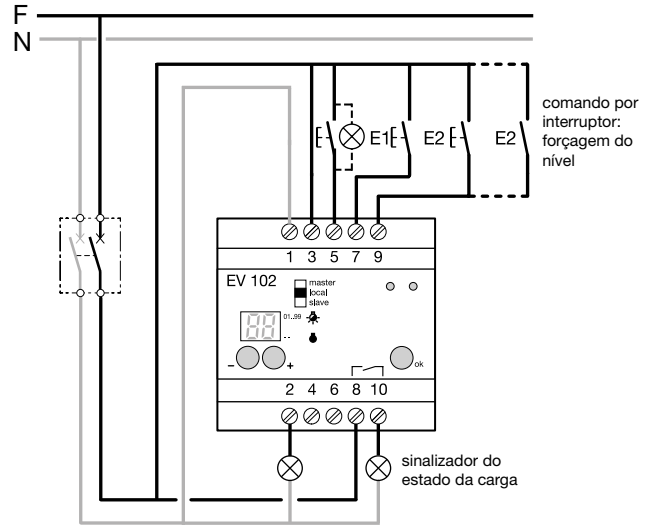 F
N
comando por
interruptor:
forçagem do
nível
E1 E2 E2
1 3 5 7 9
EV 102
master
local
slave
88 01..99
--
- + ok
2 4 6 8 10
sinalizador do
estado da carga